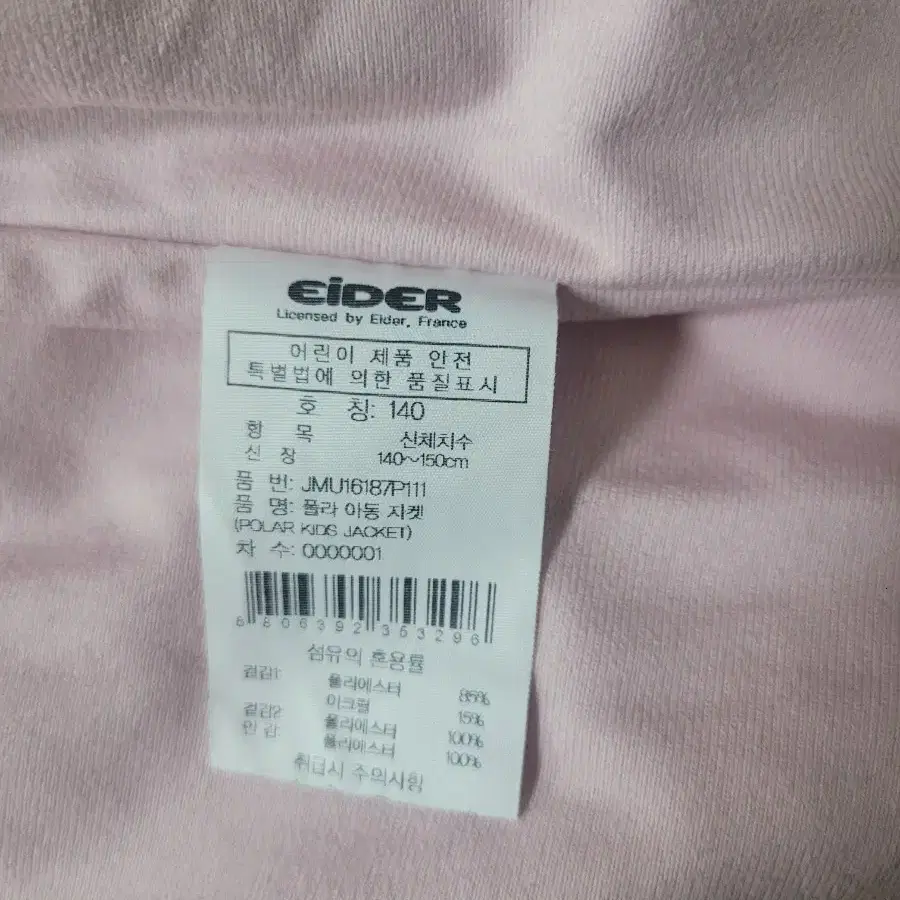 EiDER
Licensed by Eider, France
어린이 제품 안전
특별법에 의한 품질표시
호 칭: 140
항 목 신체치수
신 장 140~150cm
품 번: JMU16187P111
품 명: 폴라 아동 자켓
(POLAR KIDS JACKET)
차 수: 0000001
8 806392 353296
섬유의 혼용률
겉감1 폴리에스터 85%
아크릴 15%
겉감2 폴리에스터 100%
안 감: 폴리에스터 100%
취급시 주의사항